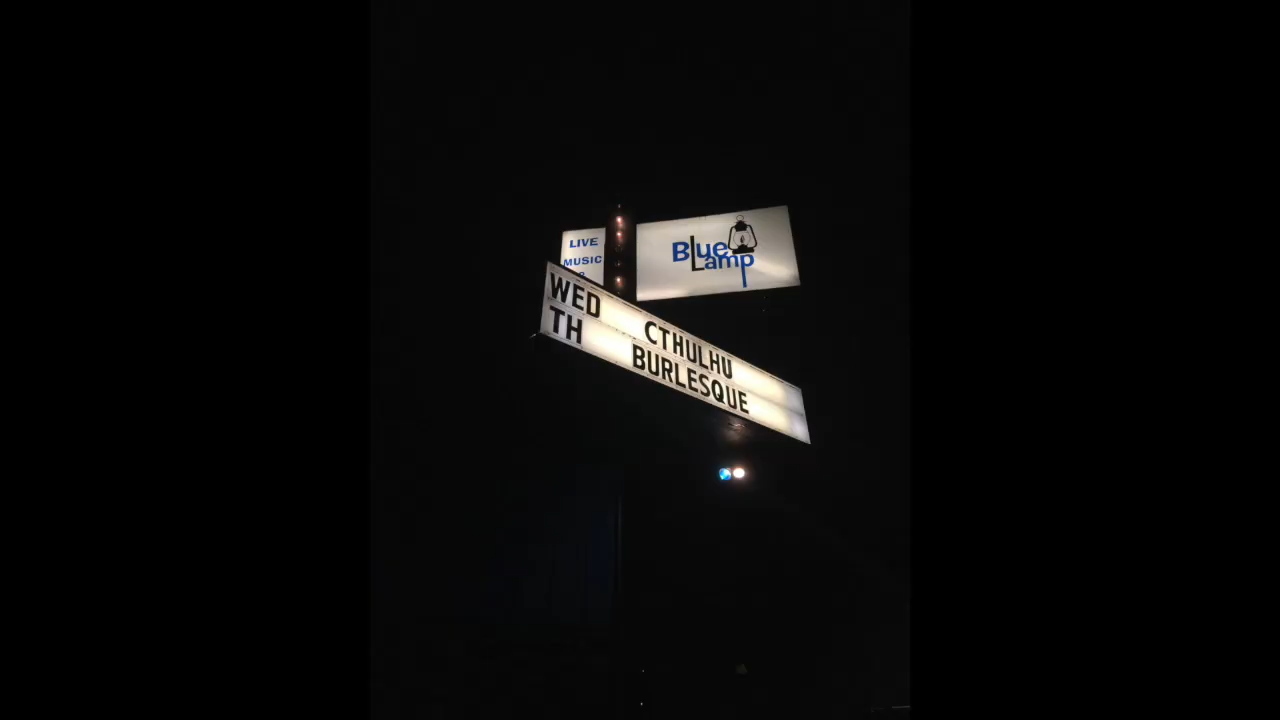 LIVE
MUSIC
Blue
Lamp
WED CTHULHU
TH BURLESQUE